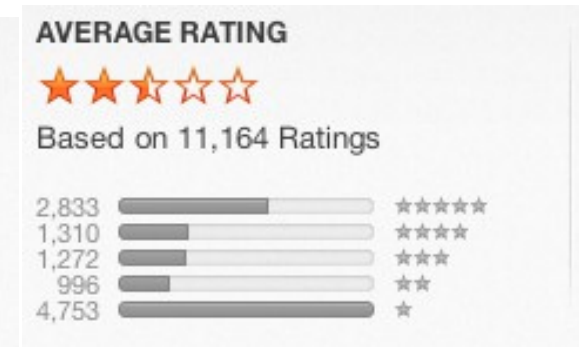 AVERAGE RATING
Based on 11,164 Ratings
2,833
1,310
1,272
996
4,753